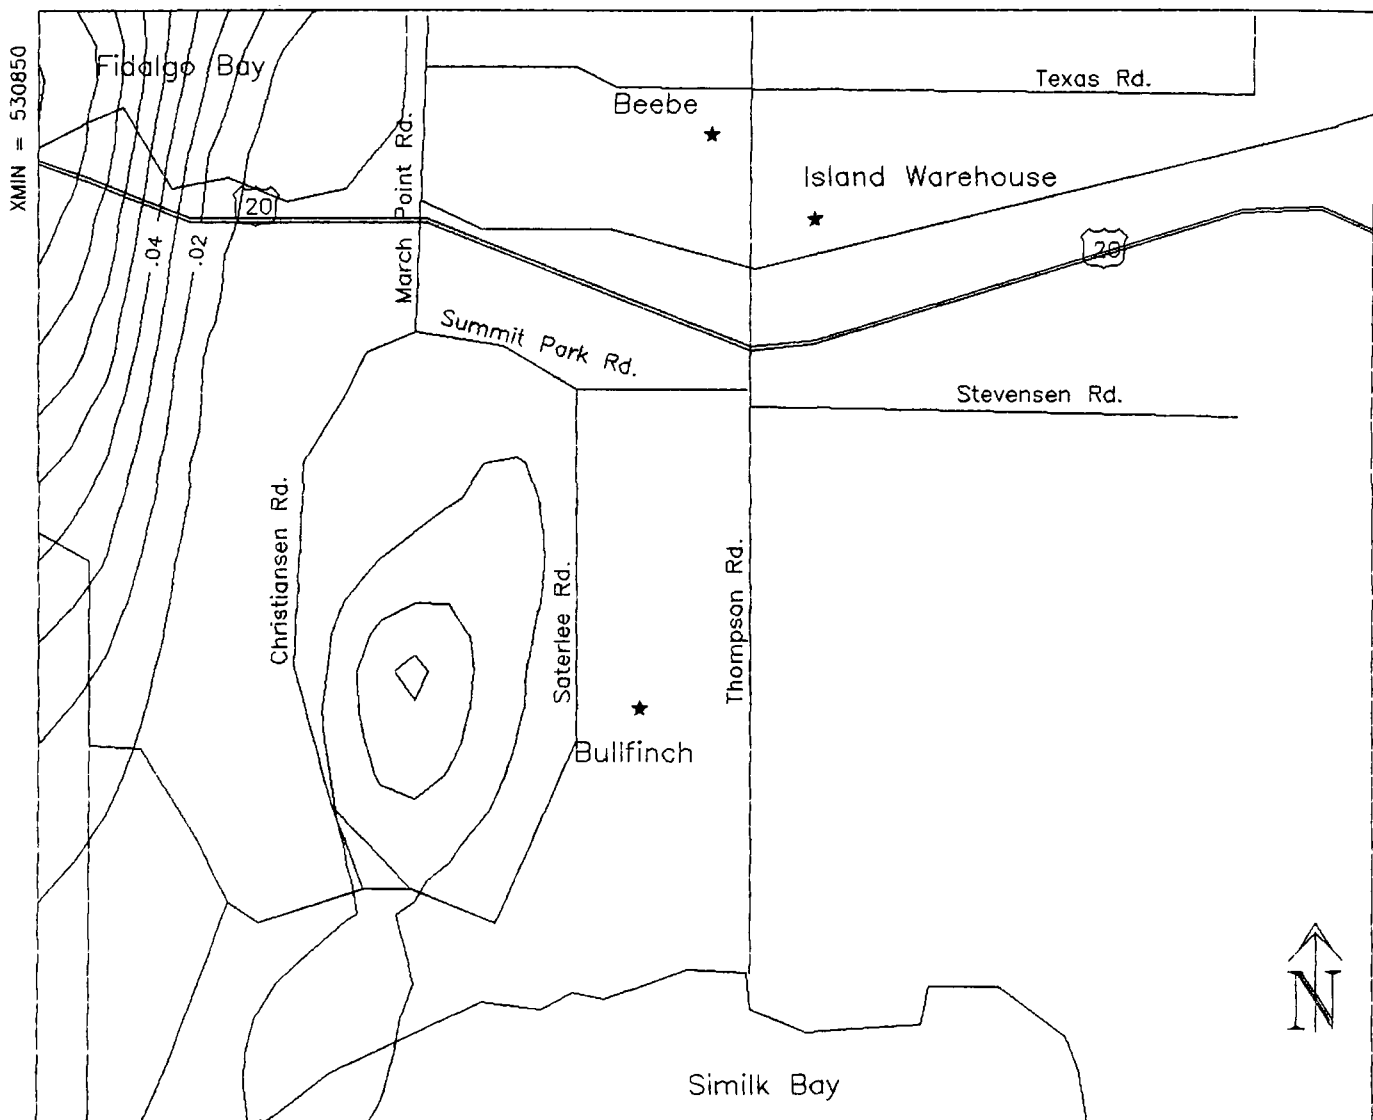 XMIN = 530850
Fidalgo Bay
Texas Rd.
Beebe
March Point Rd.
Island Warehouse
20
20
.04
.02
Summit Park Rd.
Stevensen Rd.
Christiansen Rd.
Saterlee Rd.
Thompson Rd.
Bullfinch
N
Similk Bay